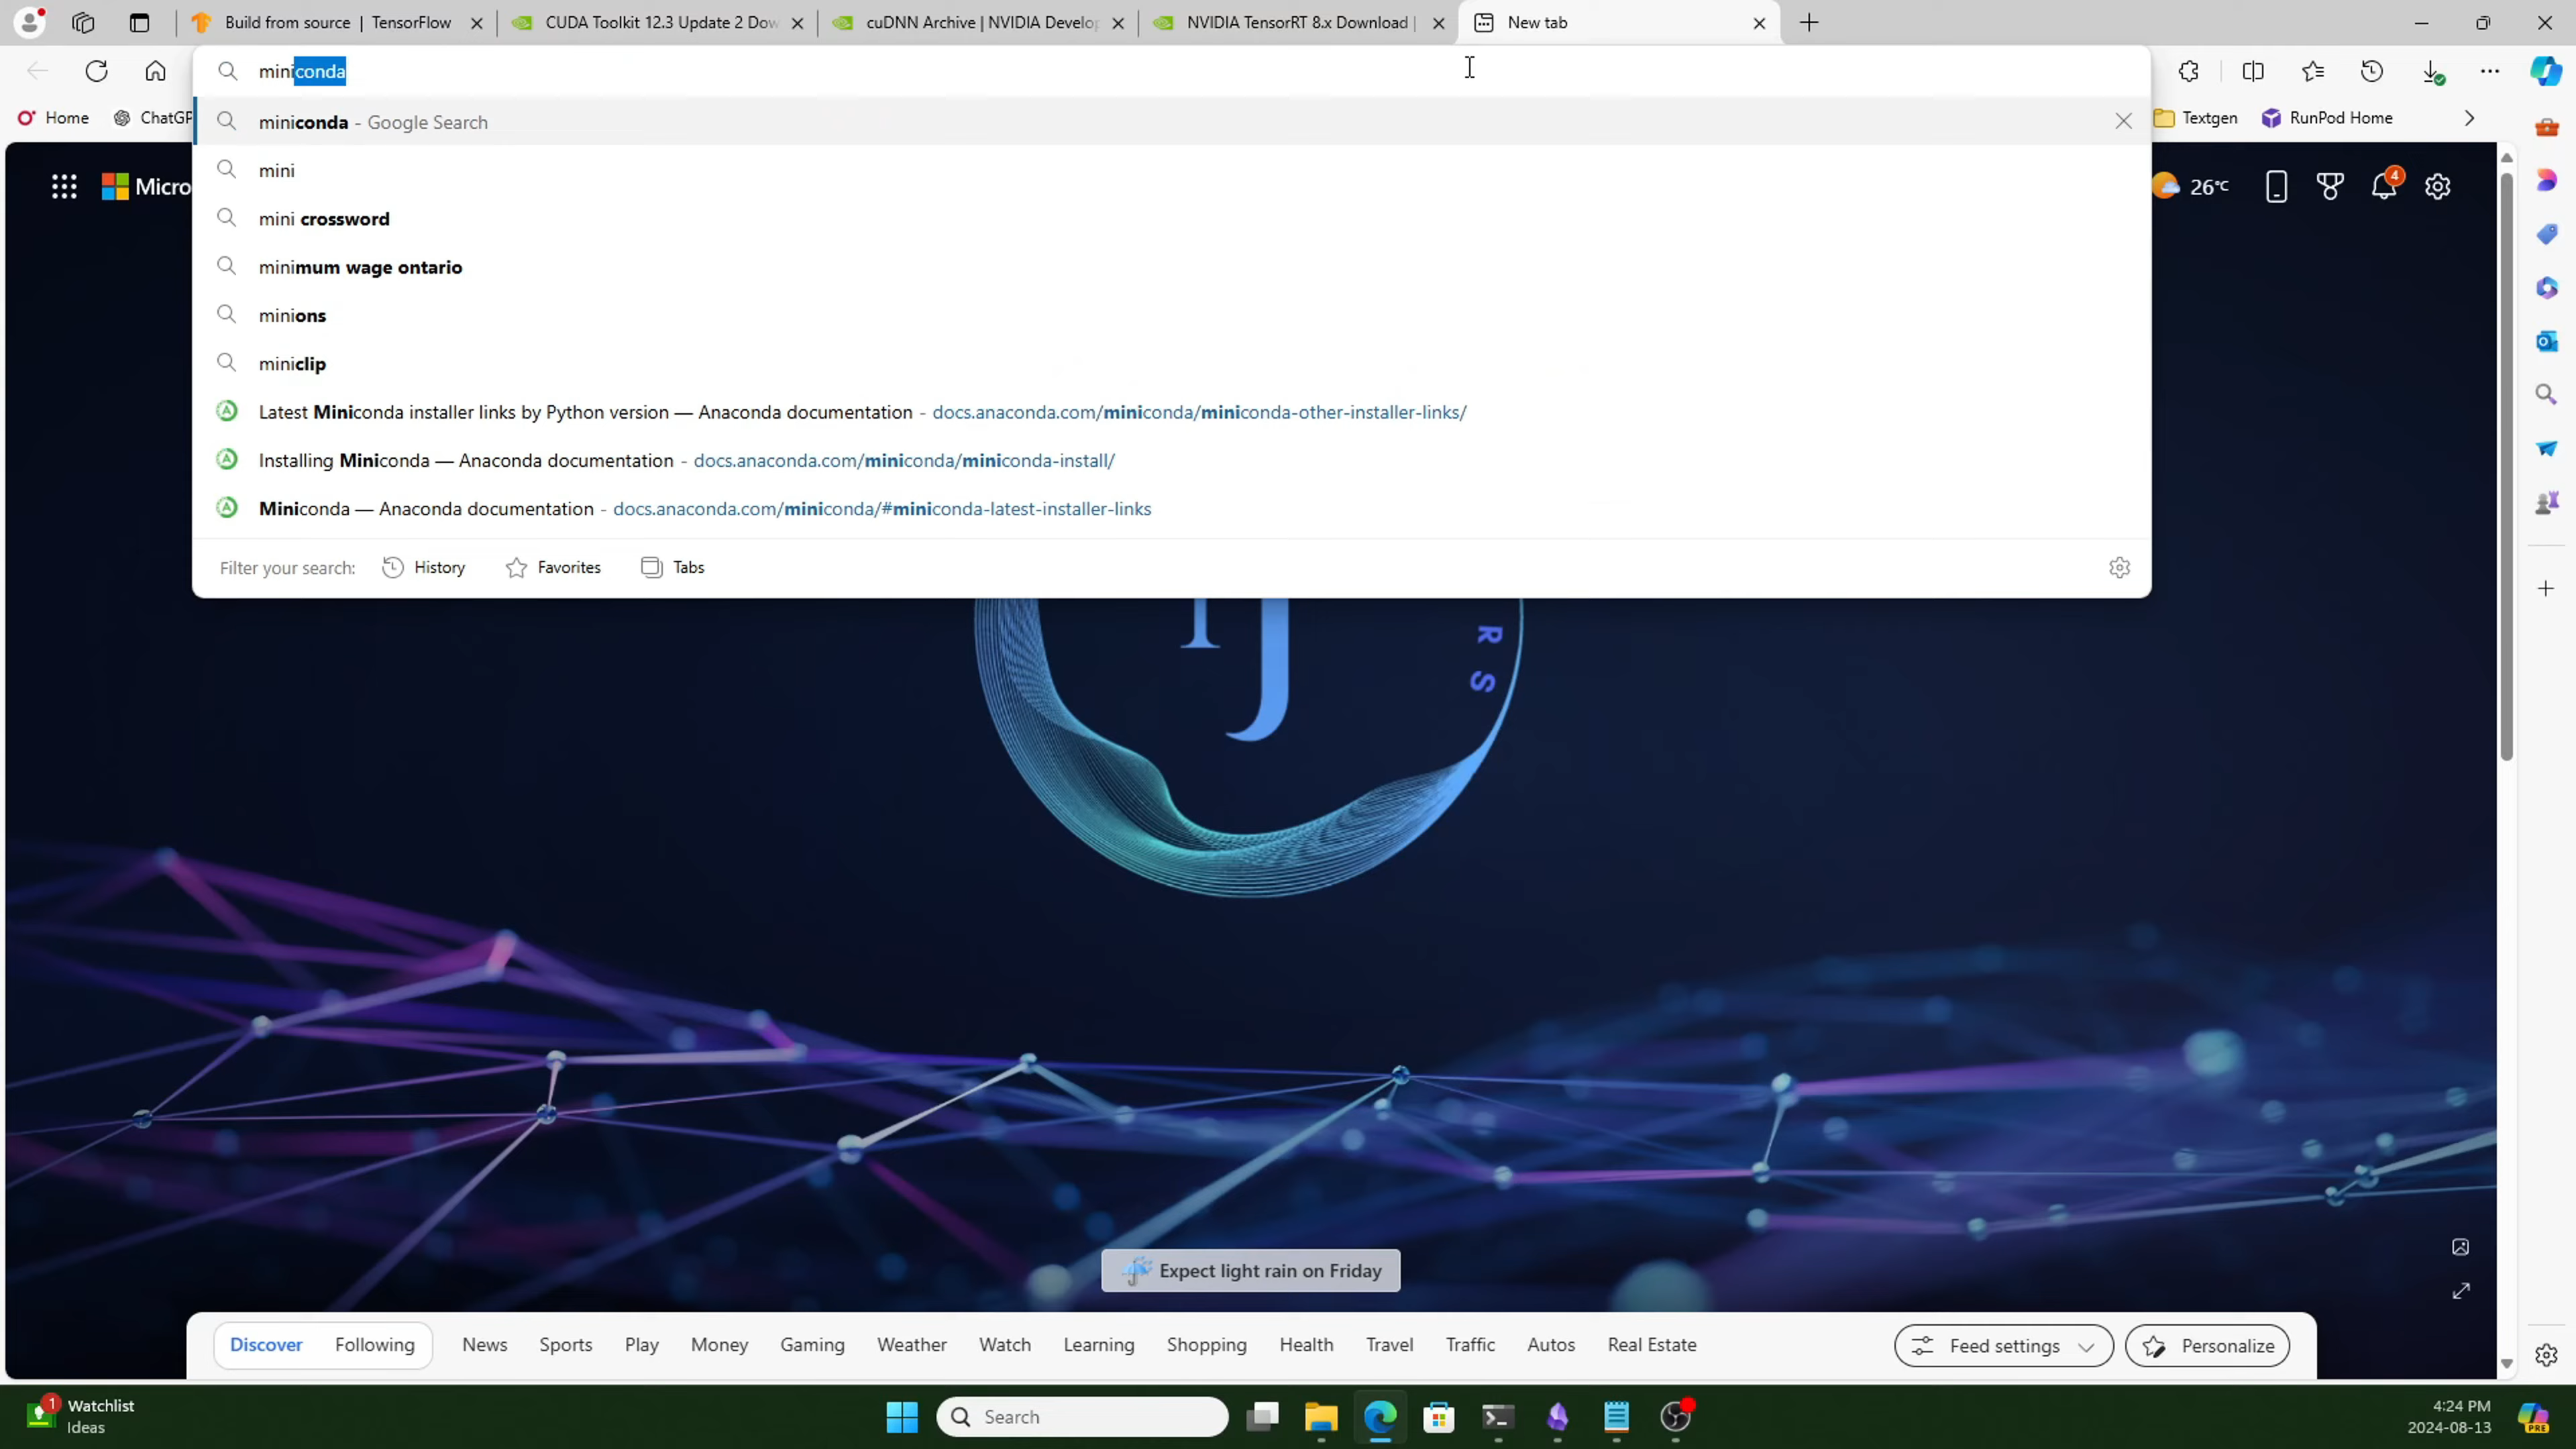 Build from source | TensorFlow
CUDA Toolkit 12.3 Update 2 Dow
cuDNN Archive | NVIDIA Develop
NVIDIA TensorRT 8.x Download |
New tab
miniconda
Home
ChatGP
Textgen
RunPod Home
miniconda - Google Search
mini
mini crossword
minimum wage ontario
minions
miniclip
Latest Miniconda installer links by Python version — Anaconda documentation - docs.anaconda.com/miniconda/miniconda-other-installer-links/
Installing Miniconda — Anaconda documentation - docs.anaconda.com/miniconda/miniconda-install/
Miniconda — Anaconda documentation - docs.anaconda.com/miniconda/#miniconda-latest-installer-links
Filter your search: History Favorites Tabs
Micro
26°C
4
J
R
S
Expect light rain on Friday
Discover Following News Sports Play Money Gaming Weather Watch Learning Shopping Health Travel Traffic Autos Real Estate Feed settings Personalize
1
Watchlist
Ideas
Search
4:24 PM
2024-08-13
PRE